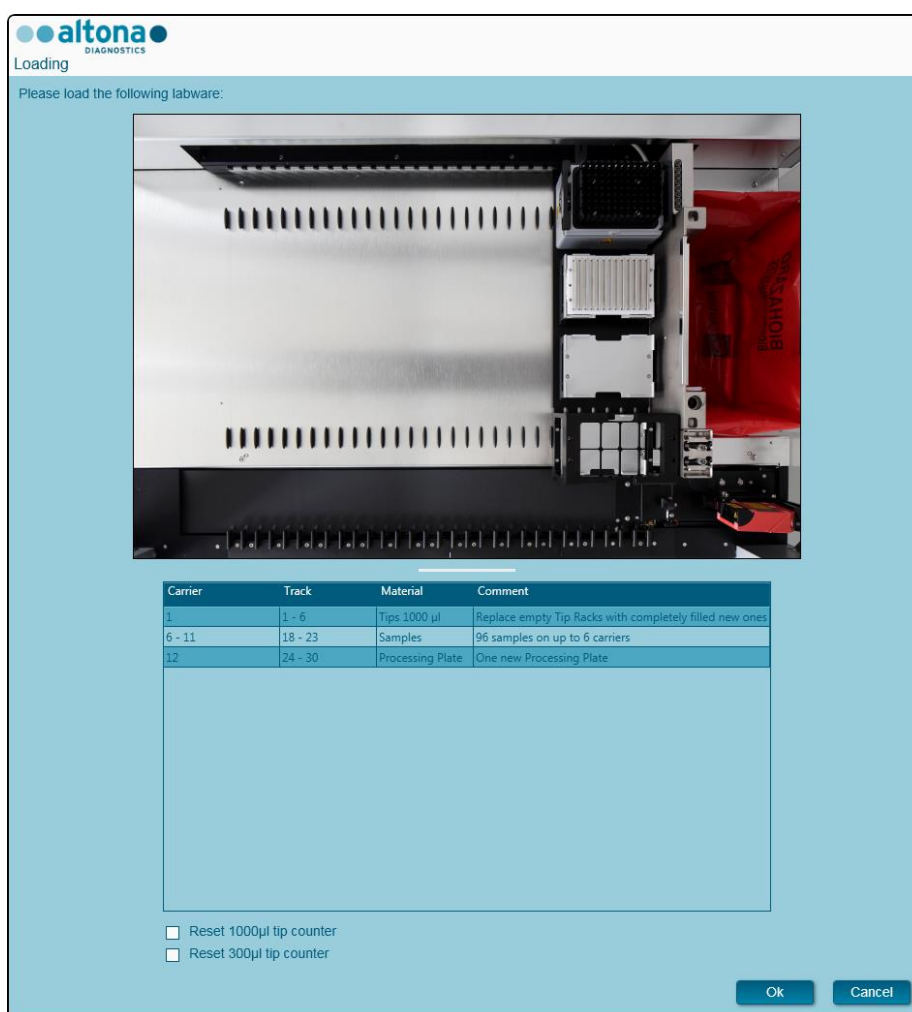 altona
DIAGNOSTICS
Loading
Please load the following labware:
BIOHAZARD
Carrier Track Material Comment
1 1 - 6 Tips 1000 µl Replace empty Tip Racks with completely filled new ones
6 - 11 18 - 23 Samples 96 samples on up to 6 carriers
12 24 - 30 Processing Plate One new Processing Plate
Reset 1000µl tip counter
Reset 300µl tip counter
Ok Cancel